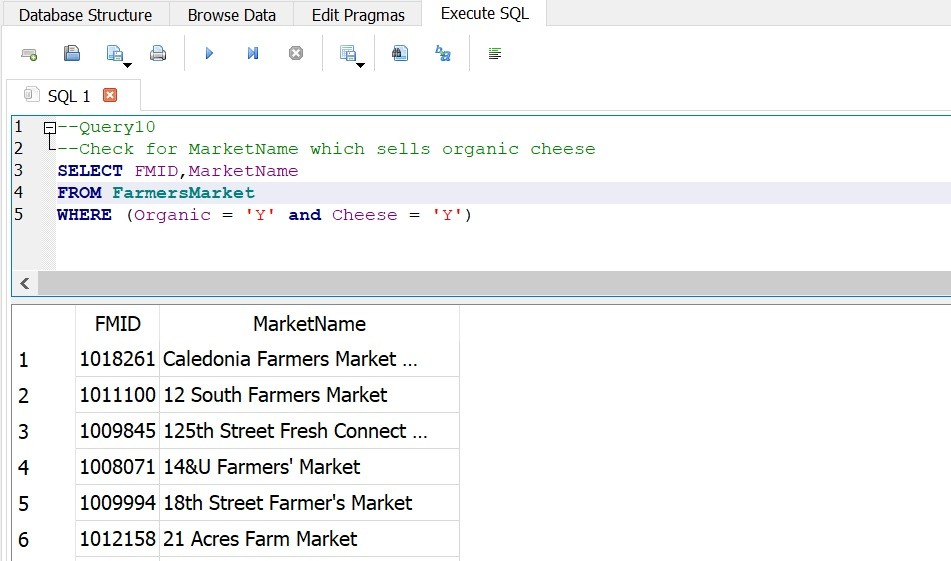 Database Structure Browse Data Edit Pragmas Execute SQL
SQL 1
1 --Query10
2 --Check for MarketName which sells organic cheese
3 SELECT FMID,MarketName
4 FROM FarmersMarket
5 WHERE (Organic = 'Y' and Cheese = 'Y')
FMID MarketName
1 1018261 Caledonia Farmers Market ...
2 1011100 12 South Farmers Market
3 1009845 125th Street Fresh Connect ...
4 1008071 14&U Farmers' Market
5 1009994 18th Street Farmer's Market
6 1012158 21 Acres Farm Market